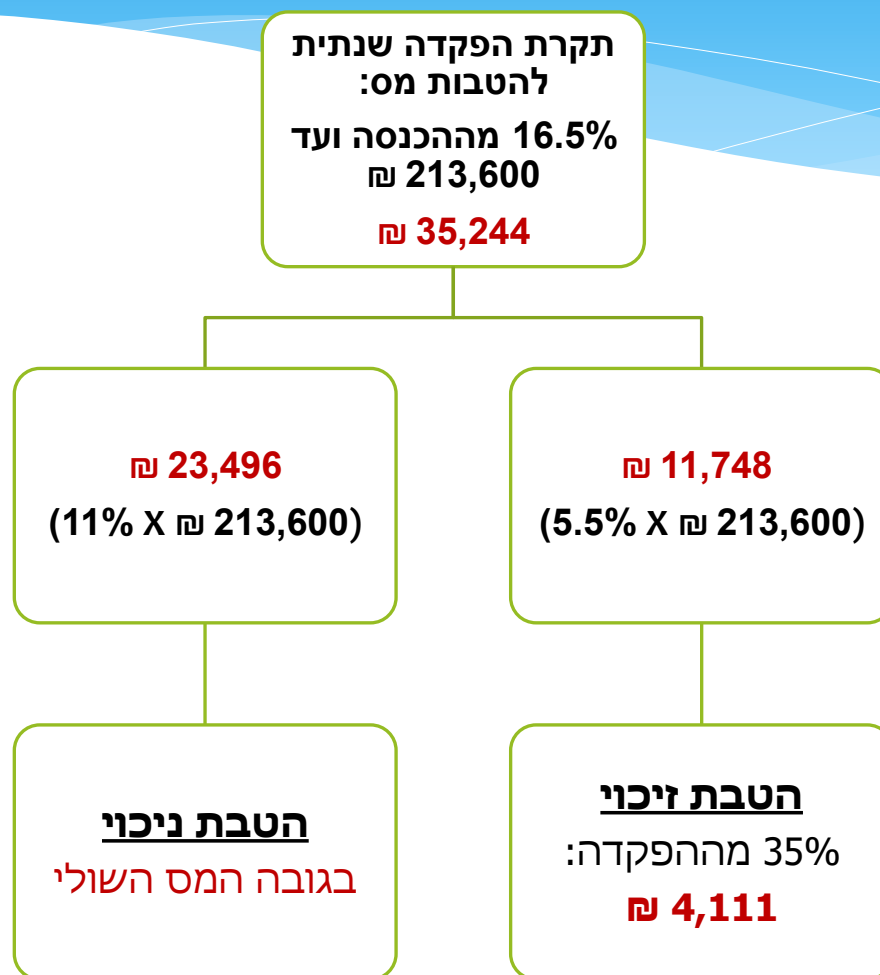 תקרת הפקדה שנתית
להטבות מס:
16.5% מההכנסה ועד
213,600 ₪
35,244 ₪
11,748 ₪
(5.5% X ₪ 213,600)
23,496 ₪
(11% X ₪ 213,600)
הטבת זיכוי
35% מההפקדה:
4,111 ₪
הטבת ניכוי
בגובה המס השולי